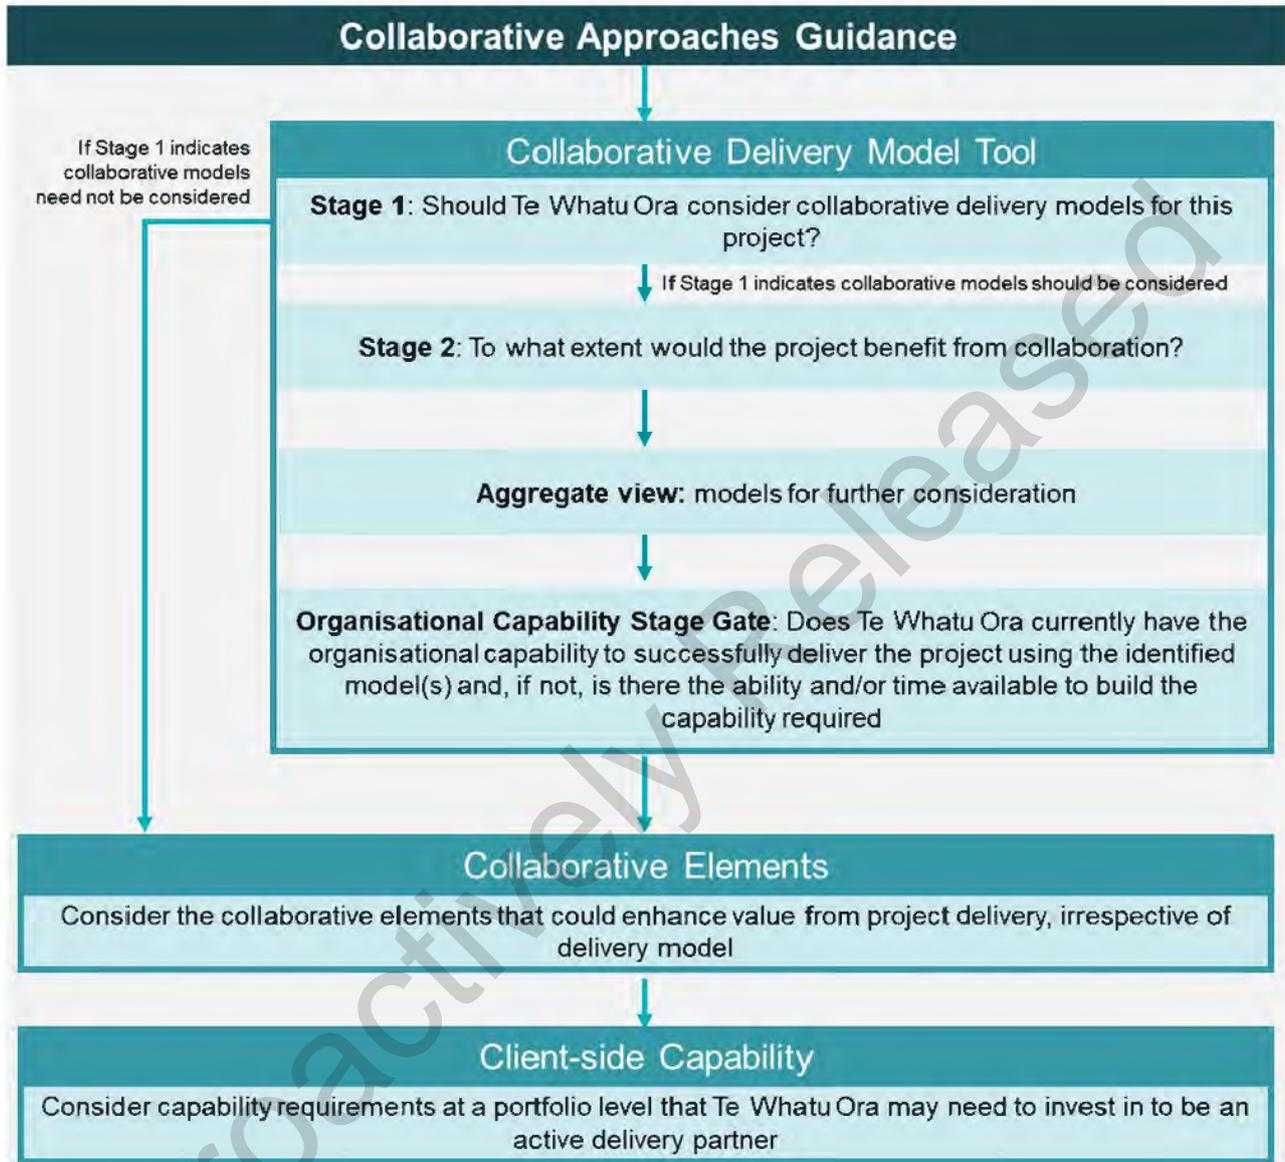 Collaborative Approaches Guidance
If Stage 1 indicates
collaborative models
need not be considered
Collaborative Delivery Model Tool
Stage 1: Should Te Whatu Ora consider collaborative delivery models for this
project?
If Stage 1 indicates collaborative models should be considered
Stage 2: To what extent would the project benefit from collaboration?
Aggregate view: models for further consideration
Organisational Capability Stage Gate: Does Te Whatu Ora currently have the
organisational capability to successfully deliver the project using the identified
model(s) and, if not, is there the ability and/or time available to build the
capability required
Collaborative Elements
Consider the collaborative elements that could enhance value from project delivery, irrespective of
delivery model
Client-side Capability
Consider capability requirements at a portfolio level that Te Whatu Ora may need to invest in to be an
active delivery partner
roactively Released